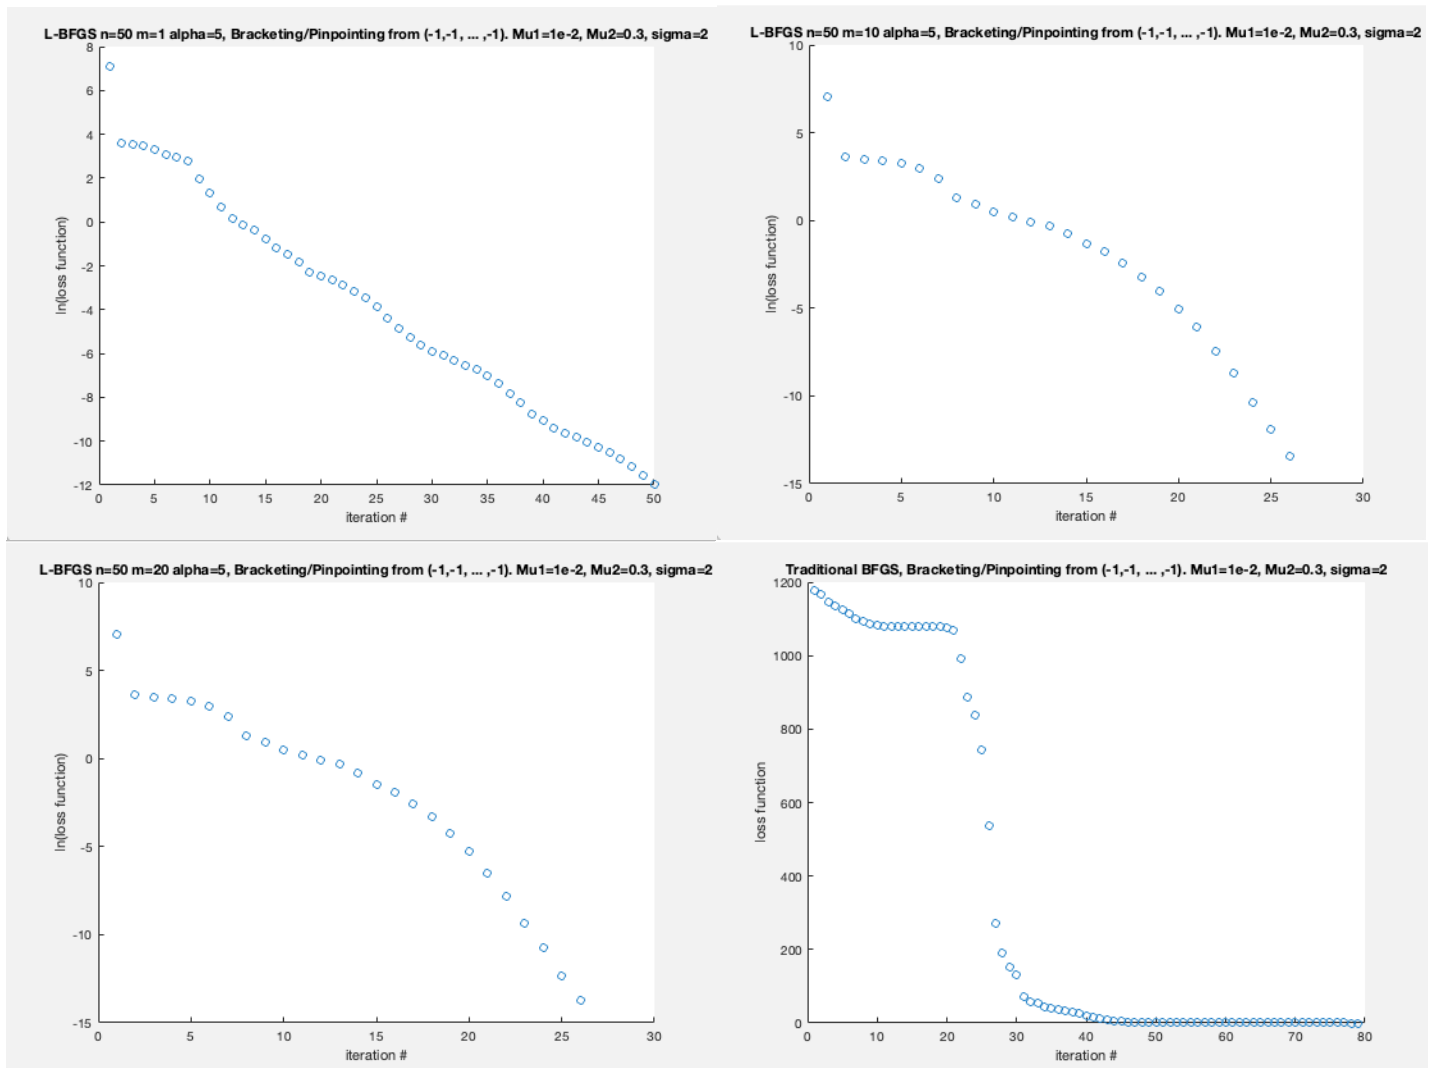 L-BFGS n=50 m=1 alpha=5, Bracketing/Pinpointing from (-1,-1, ... ,-1). Mu1=1e-2, Mu2=0.3, sigma=2
8
6
4
2
0
-2
-4
-6
-8
-10
-12
ln(loss function)
0 5 10 15 20 25 30 35 40 45 50
iteration #
L-BFGS n=50 m=10 alpha=5, Bracketing/Pinpointing from (-1,-1, ... ,-1). Mu1=1e-2, Mu2=0.3, sigma=2
10
5
0
-5
-10
-15
ln(loss function)
0 5 10 15 20 25 30
iteration #
L-BFGS n=50 m=20 alpha=5, Bracketing/Pinpointing from (-1,-1, ... ,-1). Mu1=1e-2, Mu2=0.3, sigma=2
10
5
0
-5
-10
-15
ln(loss function)
0 5 10 15 20 25 30
iteration #
Traditional BFGS, Bracketing/Pinpointing from (-1,-1, ... ,-1). Mu1=1e-2, Mu2=0.3, sigma=2
1200
1000
800
600
400
200
0
loss function
0 10 20 30 40 50 60 70 80
iteration #